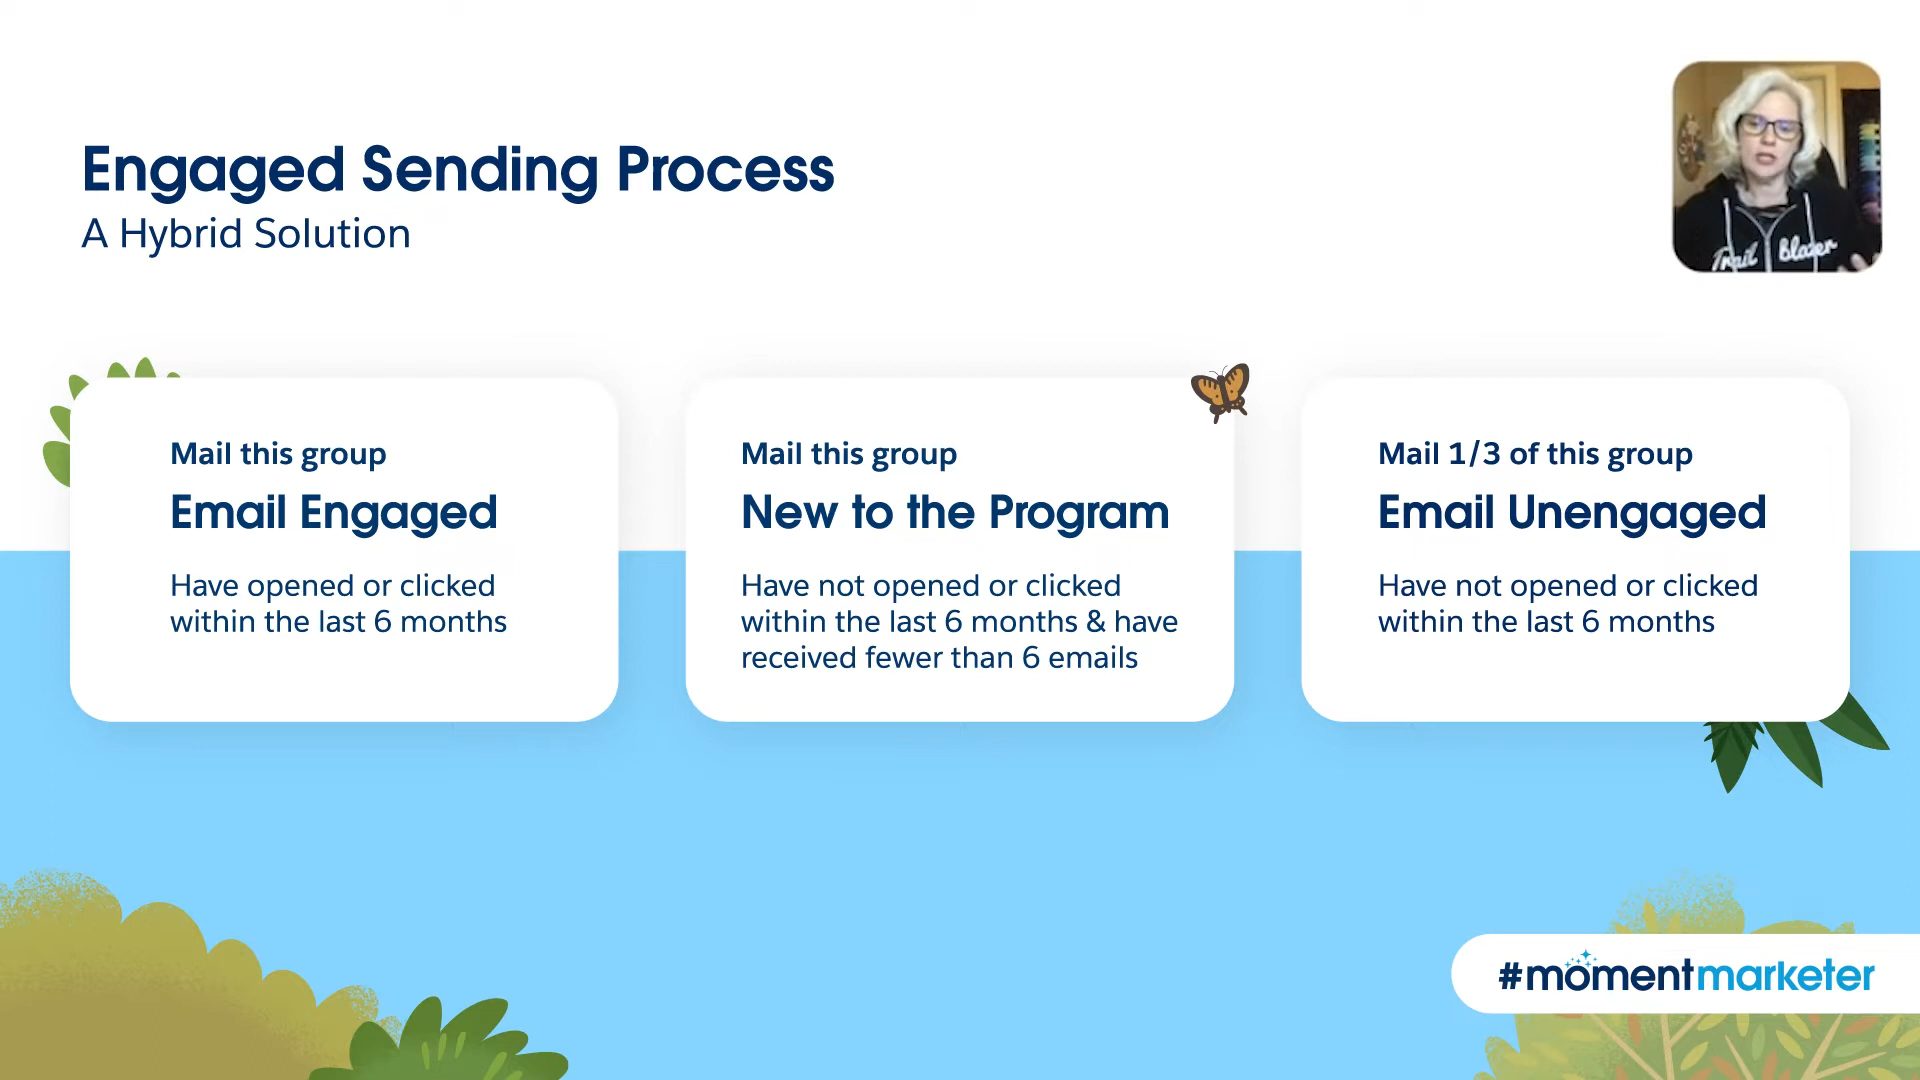 Engaged Sending Process
A Hybrid Solution
Trail Blazer
Mail this group
Email Engaged
Have opened or clicked
within the last 6 months
Mail this group
New to the Program
Have not opened or clicked
within the last 6 months & have
received fewer than 6 emails
Mail 1/3 of this group
Email Unengaged
Have not opened or clicked
within the last 6 months
#momentmarketer